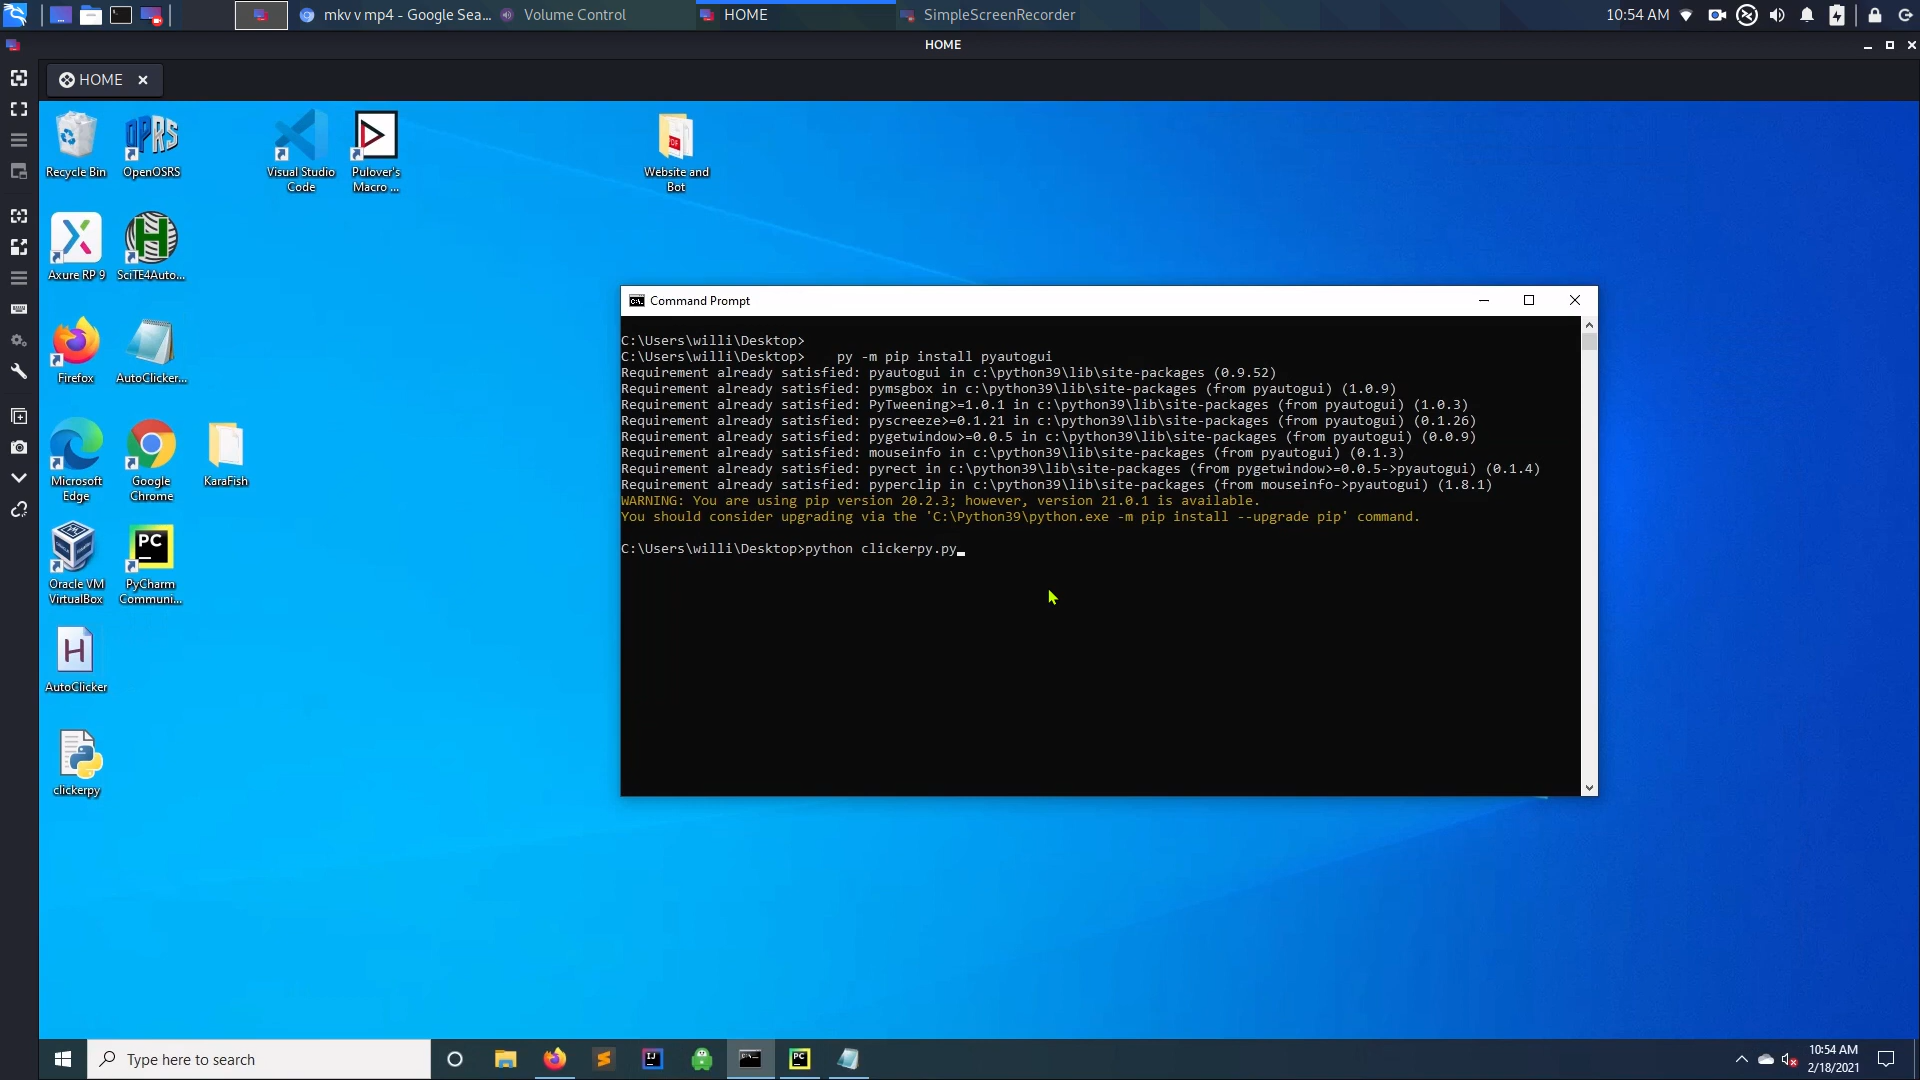 mkv v mp4 - Google Sea...
Volume Control
HOME
SimpleScreenRecorder
10:54 AM
HOME
HOME
Recycle Bin
OPRS
OpenOSRS
Visual Studio
Code
Pulover's
Macro ...
Website and
Bot
Axure RP 9
SciTE4Auto...
Firefox
AutoClicker...
Microsoft
Edge
Google
Chrome
KaraFish
Oracle VM
VirtualBox
PC
PyCharm
Communi...
H
AutoClicker
clickerpy
Command Prompt
C:\Users\willi\Desktop>
C:\Users\willi\Desktop>    py -m pip install pyautogui
Requirement already satisfied: pyautogui in c:\python39\lib\site-packages (0.9.52)
Requirement already satisfied: pymsgbox in c:\python39\lib\site-packages (from pyautogui) (1.0.9)
Requirement already satisfied: PyTweening>=1.0.1 in c:\python39\lib\site-packages (from pyautogui) (1.0.3)
Requirement already satisfied: pyscreeze>=0.1.21 in c:\python39\lib\site-packages (from pyautogui) (0.1.26)
Requirement already satisfied: pygetwindow>=0.0.5 in c:\python39\lib\site-packages (from pyautogui) (0.0.9)
Requirement already satisfied: mouseinfo in c:\python39\lib\site-packages (from pyautogui) (0.1.3)
Requirement already satisfied: pyrect in c:\python39\lib\site-packages (from pygetwindow>=0.0.5->pyautogui) (0.1.4)
Requirement already satisfied: pyperclip in c:\python39\lib\site-packages (from mouseinfo->pyautogui) (1.8.1)
WARNING: You are using pip version 20.2.3; however, version 21.0.1 is available.
You should consider upgrading via the 'C:\Python39\python.exe -m pip install --upgrade pip' command.
C:\Users\willi\Desktop>python clickerpy.py
Type here to search
10:54 AM
2/18/2021